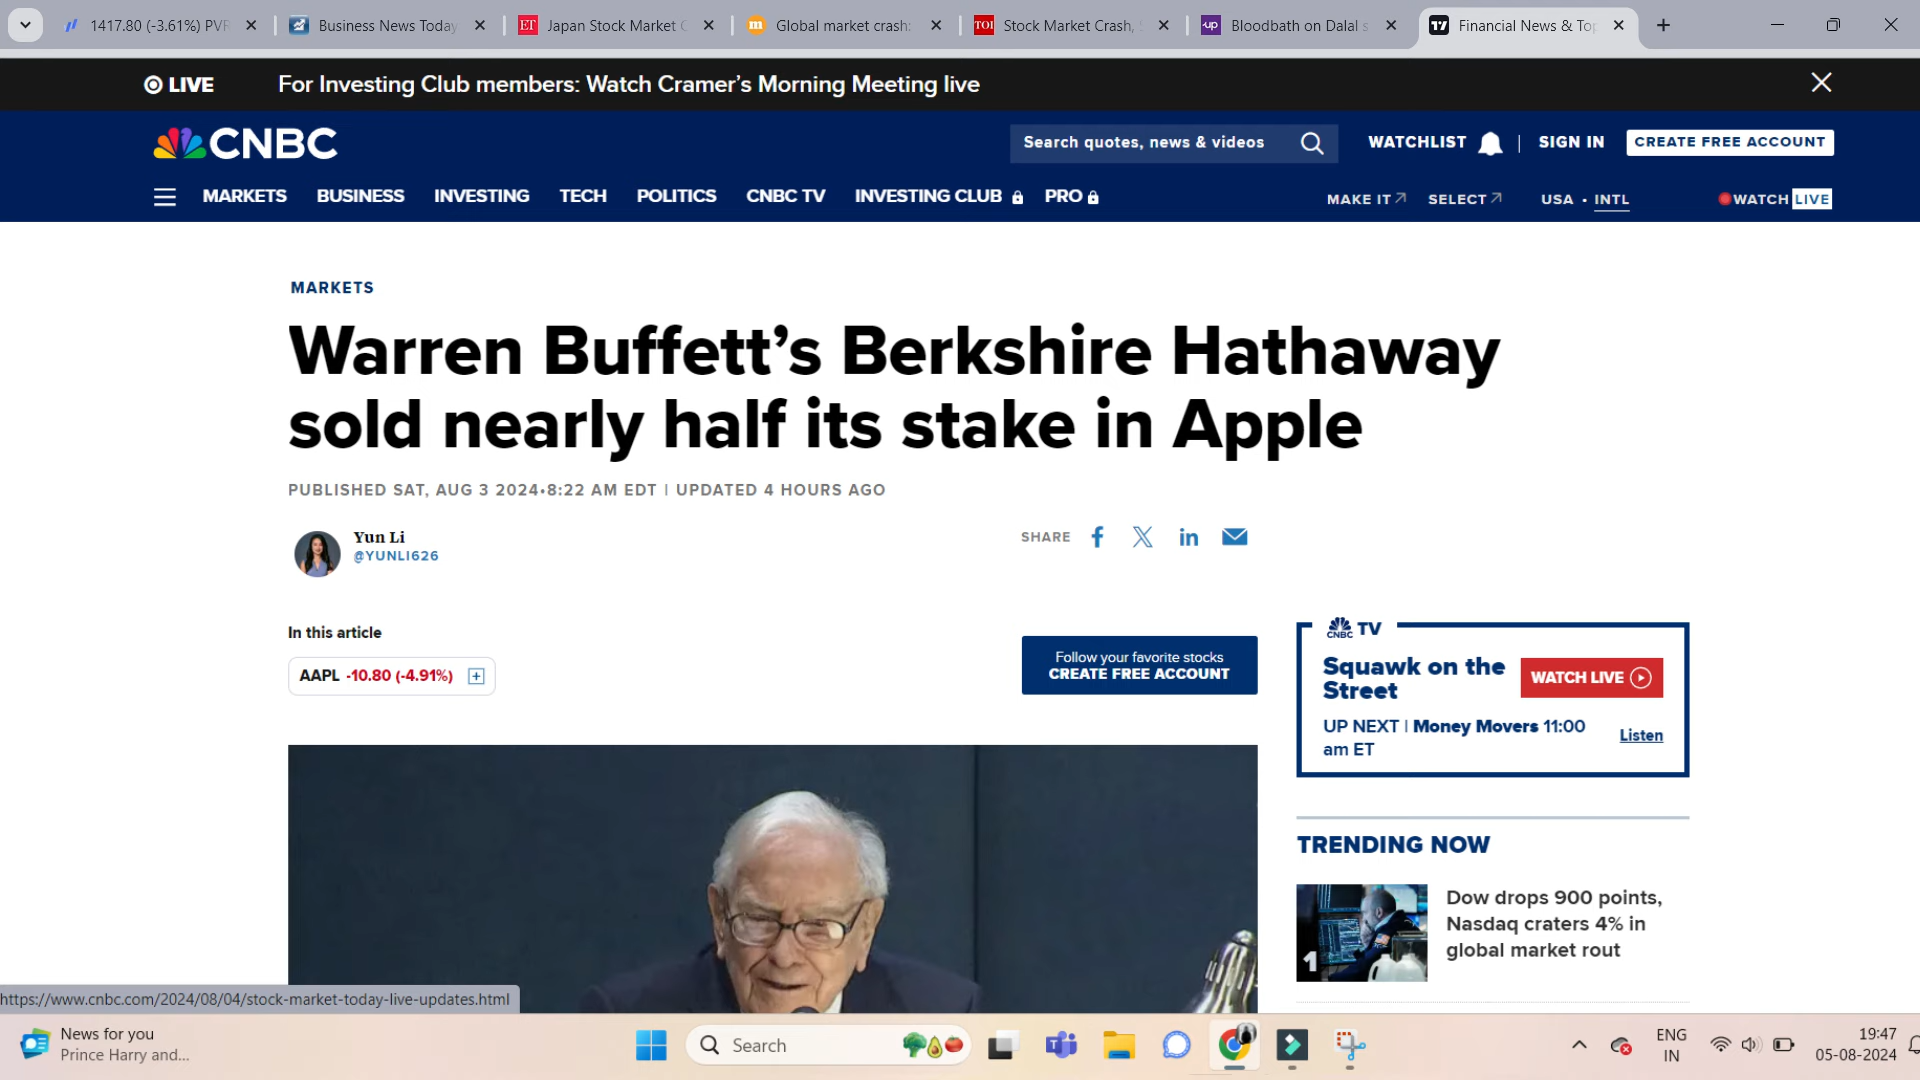 1417.80 (-3.61%) PVR
Business News Today
ET Japan Stock Market C
m Global market crash:
TOI Stock Market Crash, S
up Bloodbath on Dalal s
Financial News & Top
LIVE For Investing Club members: Watch Cramer’s Morning Meeting live
CNBC
Search quotes, news & videos
WATCHLIST
SIGN IN
CREATE FREE ACCOUNT
MARKETS BUSINESS INVESTING TECH POLITICS CNBC TV INVESTING CLUB PRO
MAKE IT SELECT USA • INTL WATCH LIVE
MARKETS
Warren Buffett’s Berkshire Hathaway
sold nearly half its stake in Apple
PUBLISHED SAT, AUG 3 2024•8:22 AM EDT | UPDATED 4 HOURS AGO
Yun Li
@YUNLI626
SHARE
In this article
AAPL -10.80 (-4.91%)
Follow your favorite stocks
CREATE FREE ACCOUNT
CNBC TV
Squawk on the
Street
WATCH LIVE
UP NEXT | Money Movers 11:00
am ET
Listen
TRENDING NOW
1
Dow drops 900 points,
Nasdaq craters 4% in
global market rout
https://www.cnbc.com/2024/08/04/stock-market-today-live-updates.html
News for you
Prince Harry and...
Search
ENG
IN
19:47
05-08-2024